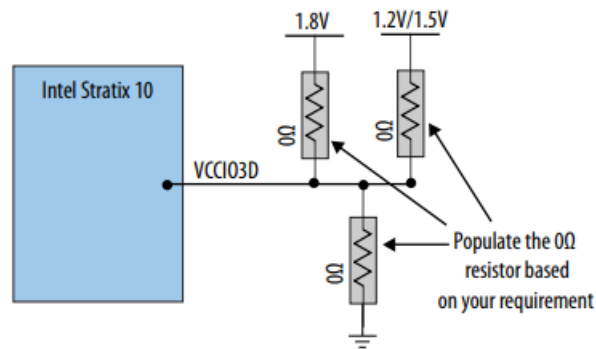 1.8V
1.2V/1.5V
Intel Stratix 10
0Ω
0Ω
VCCIO3D
0Ω
Populate the 0Ω
resistor based
on your requirement